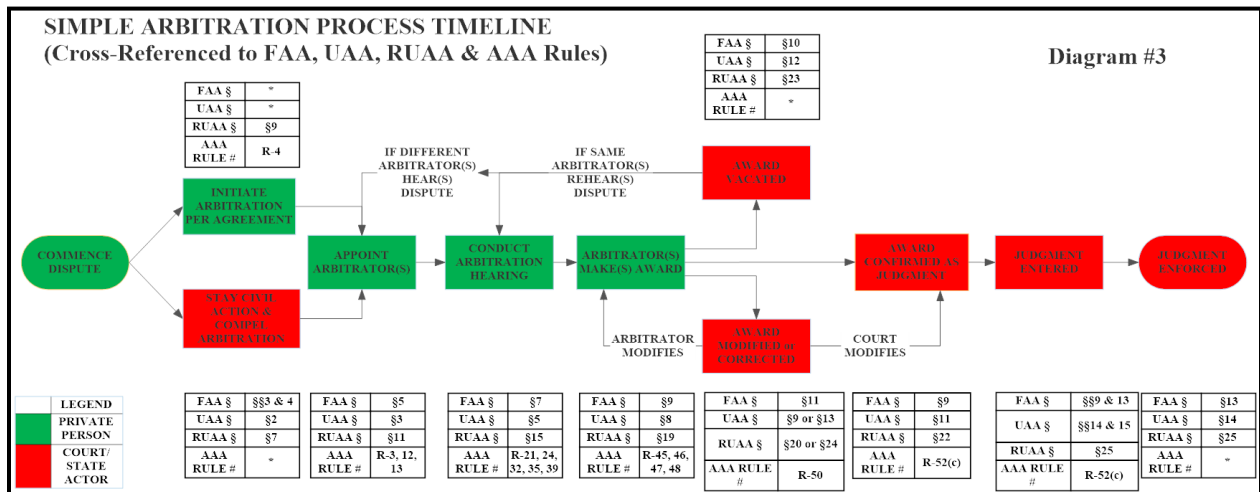 SIMPLE ARBITRATION PROCESS TIMELINE
(Cross-Referenced to FAA, UAA, RUAA & AAA Rules)
Diagram #3
FAA § *
UAA § *
RUAA § §9
AAA
RULE # R-4
FAA § §10
UAA § §12
RUAA § §23
AAA
RULE # *
IF DIFFERENT
ARBITRATOR(S)
HEAR(S)
DISPUTE
IF SAME
ARBITRATOR(S)
REHEAR(S)
DISPUTE
AWARD
VACATED
INITIATE
ARBITRATION
PER AGREEMENT
COMMENCE
DISPUTE
APPOINT
ARBITRATOR(S)
CONDUCT
ARBITRATION
HEARING
ARBITRATOR(S)
MAKE(S) AWARD
AWARD
CONFIRMED AS
JUDGMENT
JUDGMENT
ENTERED
JUDGMENT
ENFORCED
STAY CIVIL
ACTION &
COMPEL
ARBITRATION
ARBITRATOR
MODIFIES
AWARD
MODIFIED or
CORRECTED
COURT
MODIFIES
LEGEND
PRIVATE
PERSON
COURT/
STATE
ACTOR
FAA § §§3 & 4
UAA § §2
RUAA § §7
AAA
RULE # *
FAA § §5
UAA § §3
RUAA § §11
AAA
RULE # R-3, 12,
13
FAA § §7
UAA § §5
RUAA § §15
AAA
RULE # R-21, 24,
32, 35, 39
FAA § §9
UAA § §8
RUAA § §19
AAA
RULE # R-45, 46,
47, 48
FAA § §11
UAA § §9 or §13
RUAA § §20 or §24
AAA RULE
# R-50
FAA § §9
UAA § §11
RUAA § §22
AAA
RULE # R-52(c)
FAA § §§9 & 13
UAA § §§14 & 15
RUAA § §25
AAA RULE
# R-52(c)
FAA § §13
UAA § §14
RUAA § §25
AAA
RULE # *